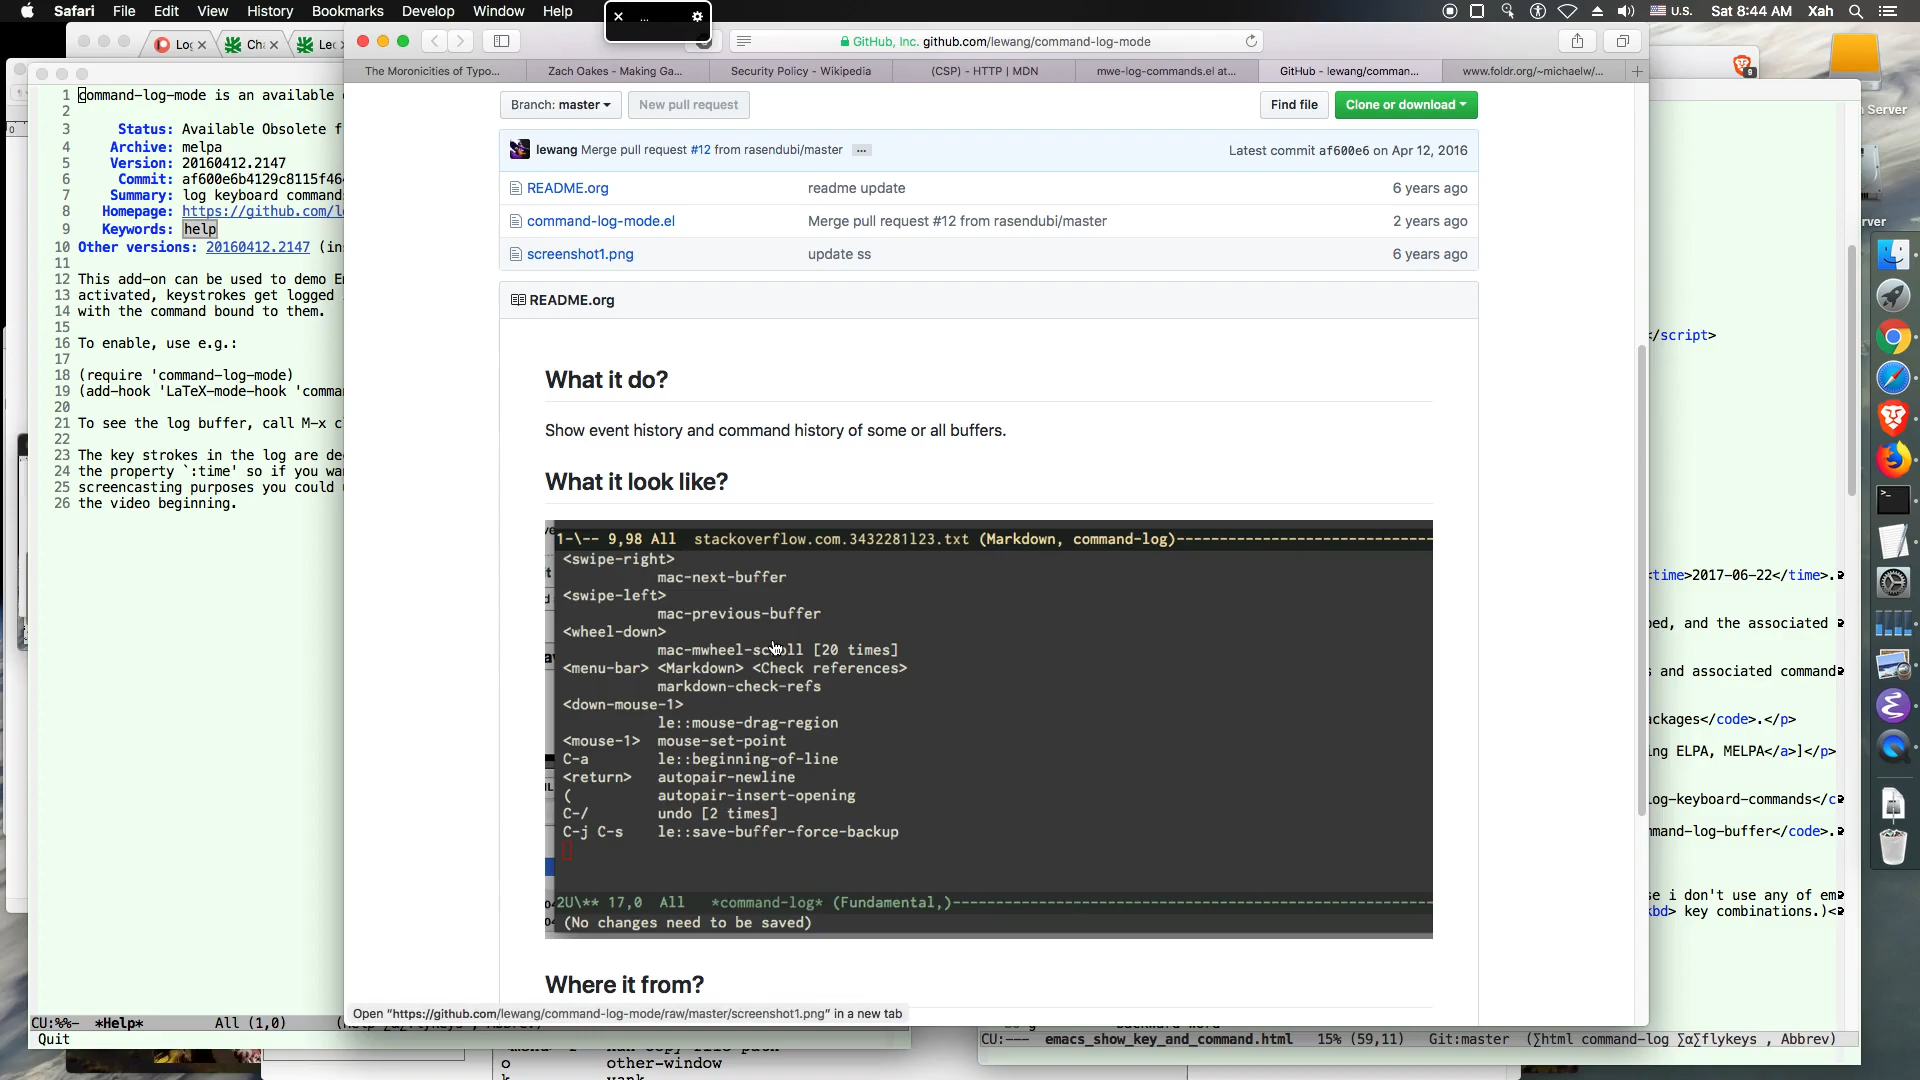 Safari File Edit View History Bookmarks Develop Window Help
...
U.S. Sat 8:44 AM Xah
GitHub, Inc. github.com/lewang/command-log-mode
The Moronicities of Typo...
Zach Oakes - Making Ga...
Security Policy - Wikipedia
(CSP) - HTTP | MDN
mwe-log-commands.el at...
GitHub - lewang/comman...
www.foldr.org/~michaelw/...
Branch: master
New pull request
Find file
Clone or download
lewang Merge pull request #12 from rasendubi/master ...
Latest commit af600e6 on Apr 12, 2016
README.org readme update 6 years ago
command-log-mode.el Merge pull request #12 from rasendubi/master 2 years ago
screenshot1.png update ss 6 years ago
README.org
What it do?
Show event history and command history of some or all buffers.
What it look like?
1-\-- 9,98 All stackoverflow.com.3432281l23.txt (Markdown, command-log)
<swipe-right>
mac-next-buffer
<swipe-left>
mac-previous-buffer
<wheel-down>
mac-mwheel-scroll [20 times]
<menu-bar> <Markdown> <Check references>
markdown-check-refs
<down-mouse-1>
le::mouse-drag-region
<mouse-1> mouse-set-point
C-a le::beginning-of-line
<return> autopair-newline
( autopair-insert-opening
C-/ undo [2 times]
C-j C-s le::save-buffer-force-backup
2U\** 17,0 All *command-log* (Fundamental,)
(No changes need to be saved)
Where it from?
Open "https://github.com/lewang/command-log-mode/raw/master/screenshot1.png" in a new tab
1 command-log-mode is an available
2
3 Status: Available Obsolete f
4 Archive: melpa
5 Version: 20160412.2147
6 Commit: af600e6b4129c8115f464
7 Summary: log keyboard command
8 Homepage: https://github.com/le
9 Keywords: help
10 Other versions: 20160412.2147 (in
11
12 This add-on can be used to demo E
13 activated, keystrokes get logged
14 with the command bound to them.
15
16 To enable, use e.g.:
17
18 (require 'command-log-mode)
19 (add-hook 'LaTeX-mode-hook 'comma
20
21 To see the log buffer, call M-x c
22
23 The key strokes in the log are de
24 the property `:time' so if you wa
25 screencasting purposes you could
26 the video beginning.
CU:%%- *Help* All (1,0)
Quit
other-window
Server
rver
/script>
time>2017-06-22</time>.
ed, and the associated
s and associated command
ackages</code>.</p>
ng ELPA, MELPA</a>]</p>
og-keyboard-commands</c
mand-log-buffer</code>.
se i don't use any of em
kbd> key combinations.)<
CU:--- emacs_show_key_and_command.html 15% (59,11) Git:master (∑html command-log ∑α∑flykeys , Abbrev)